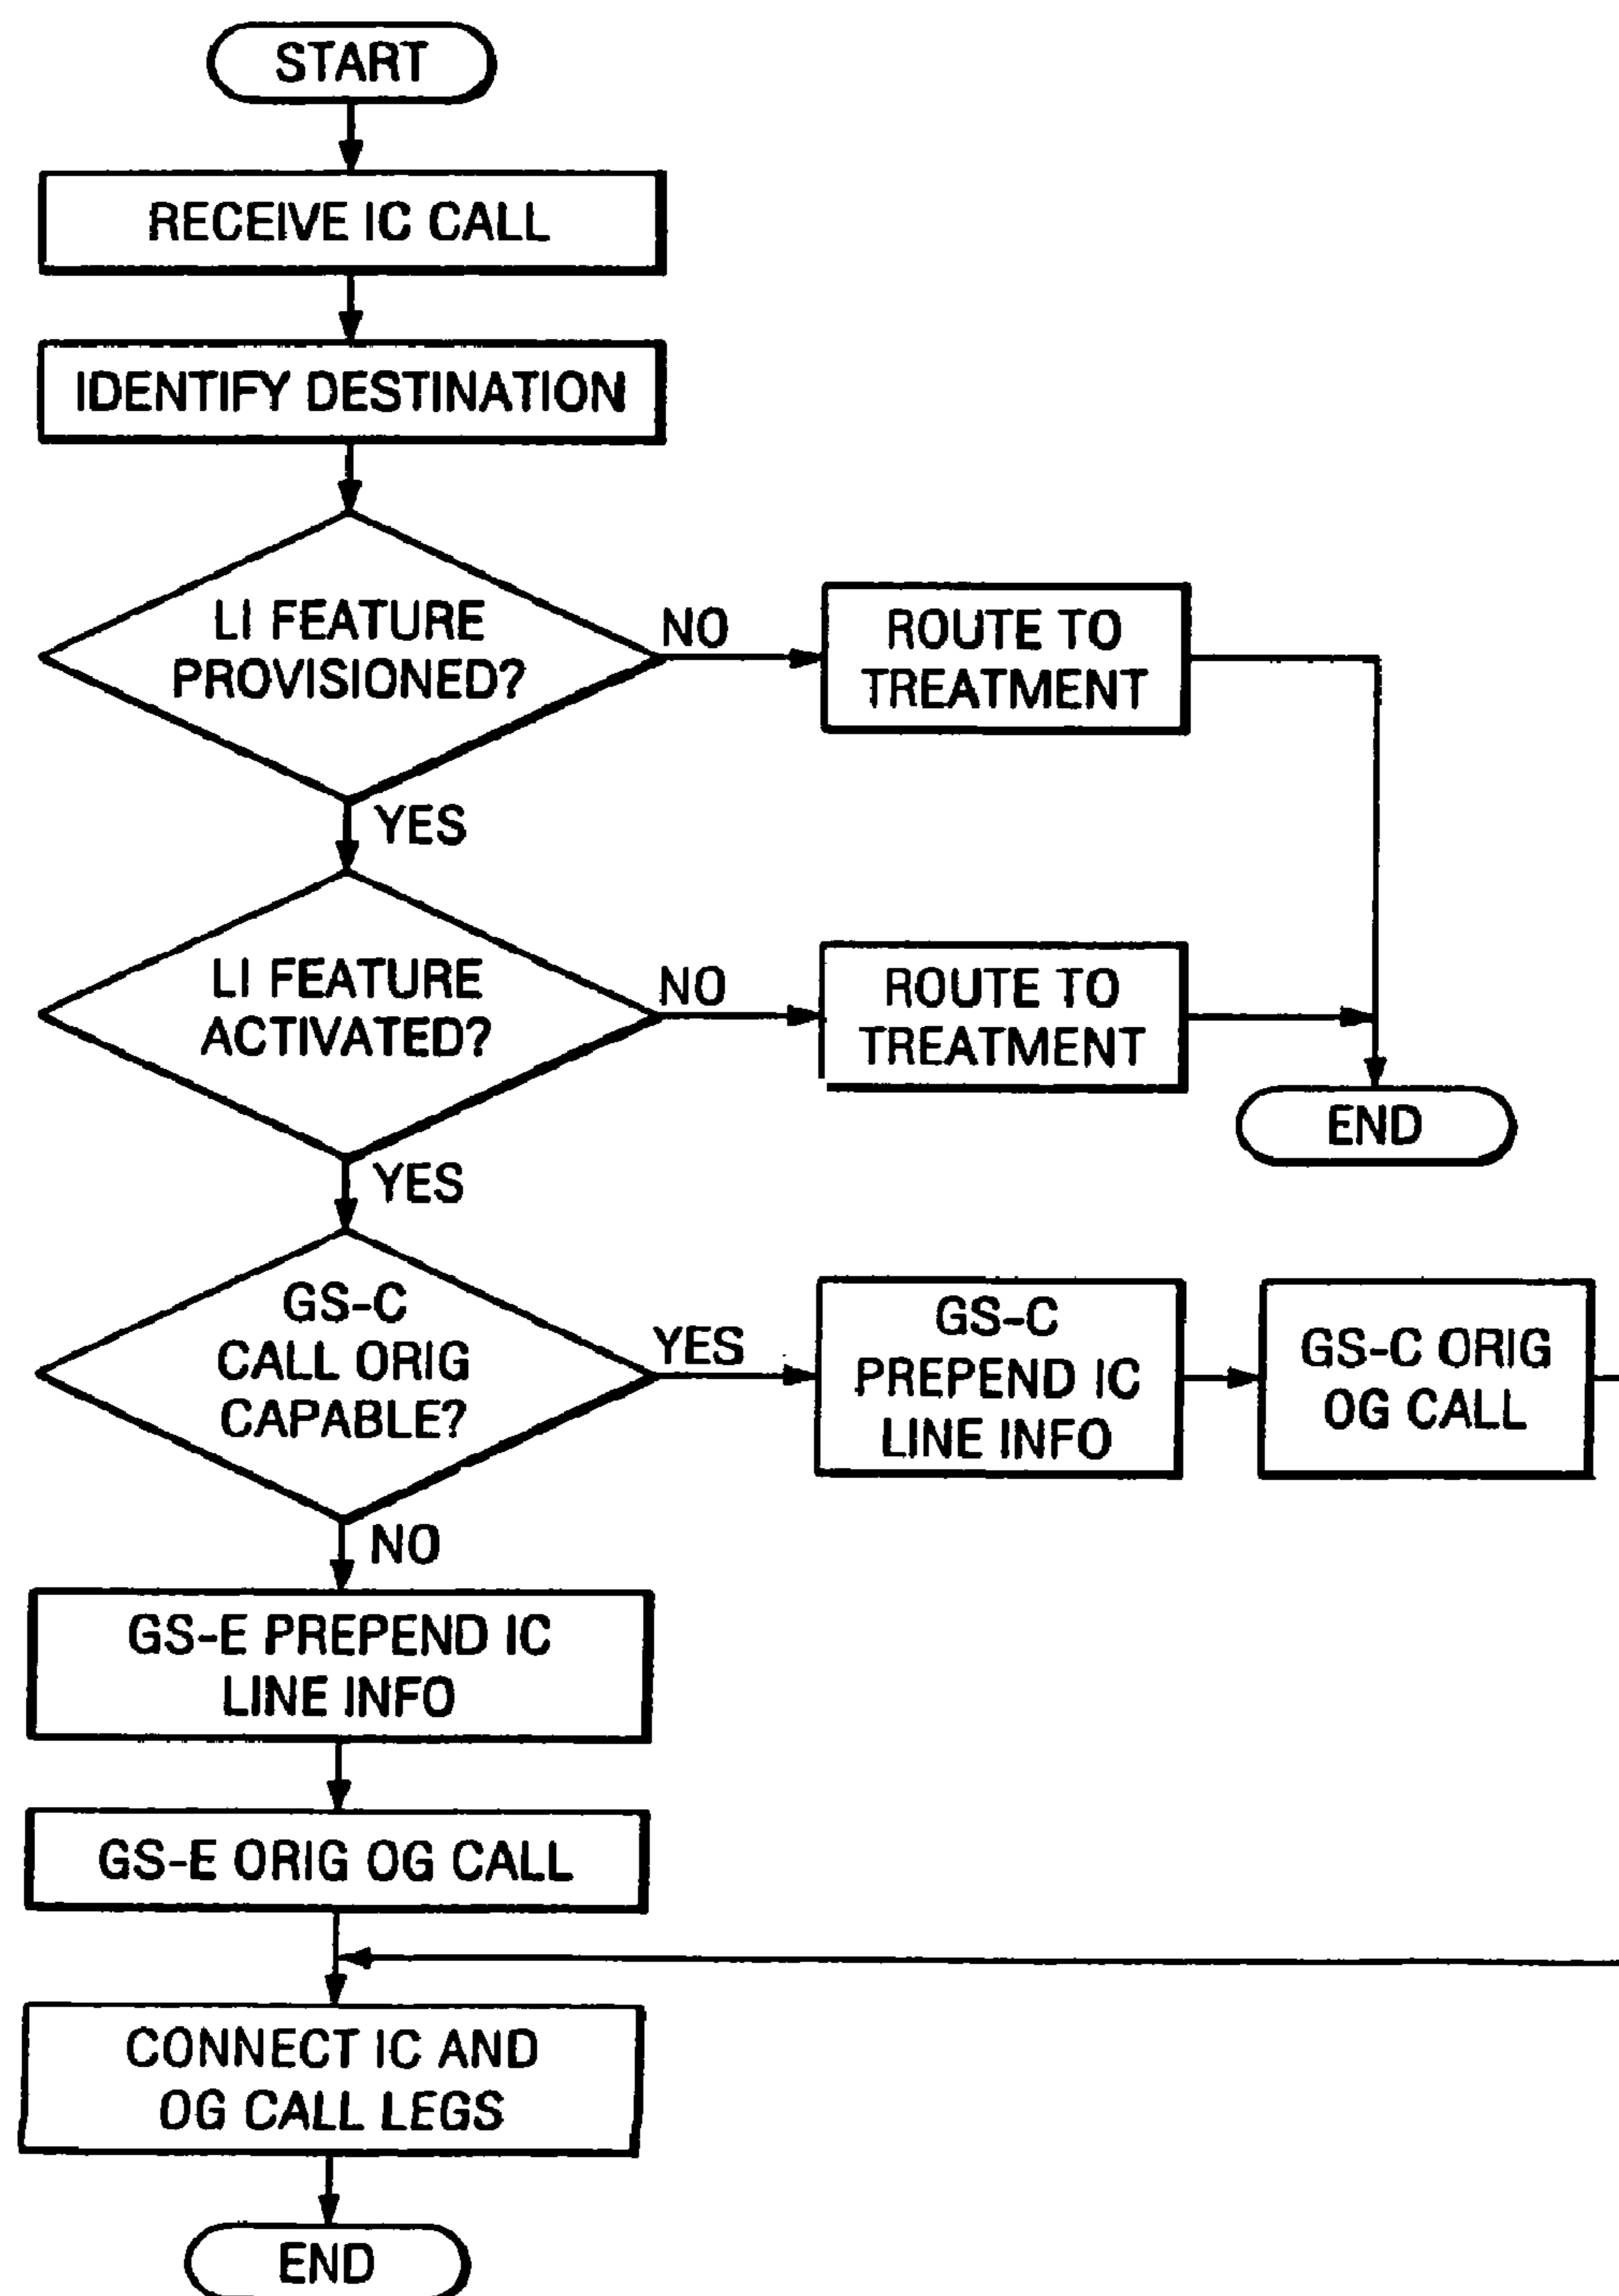 START
RECEIVE IC CALL
IDENTIFY DESTINATION
LI FEATURE
PROVISIONED?
NO
ROUTE TO
TREATMENT
YES
LI FEATURE
ACTIVATED?
NO
ROUTE TO
TREATMENT
END
YES
GS-C
CALL ORIG
CAPABLE?
YES
GS-C
PREPEND IC
LINE INFO
GS-C ORIG
OG CALL
NO
GS-E PREPEND IC
LINE INFO
GS-E ORIG OG CALL
CONNECT IC AND
OG CALL LEGS
END